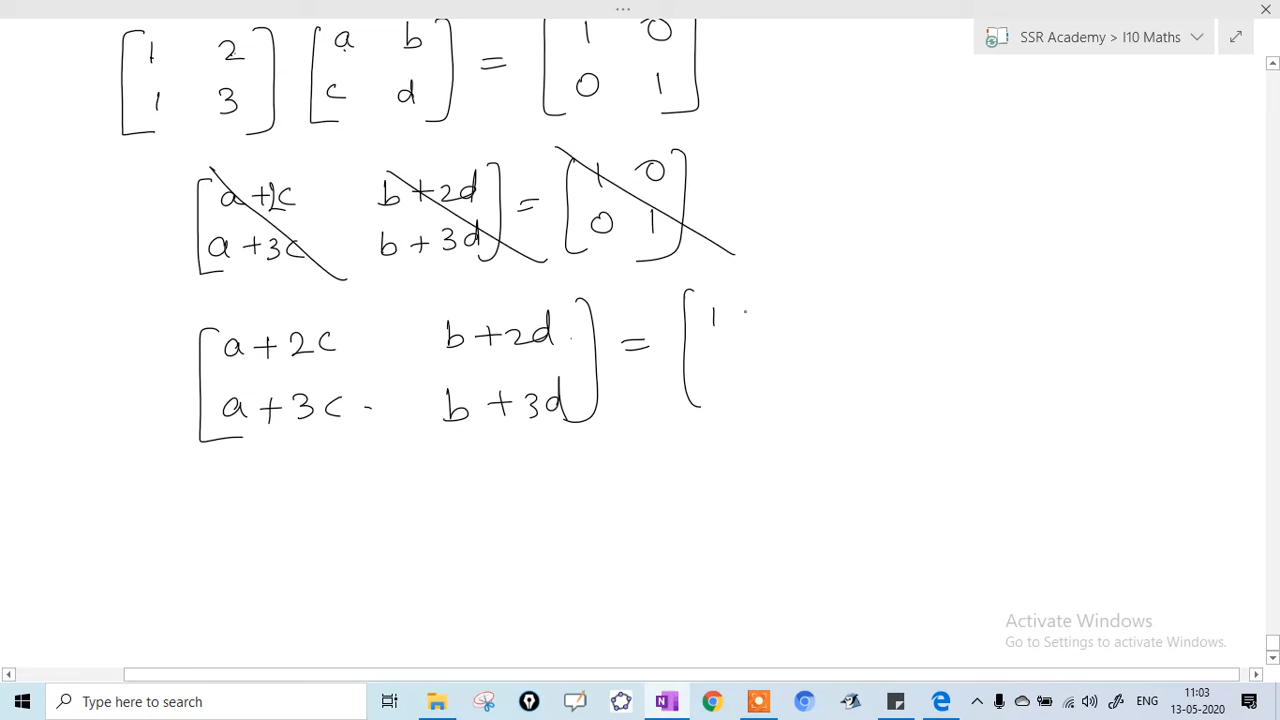 SSR Academy > I10 Maths
[1 2] [a b] = [1 0]
[1 3] [c d] [0 1]
[a+2c b+2d] = [1 0]
[a+3c b+3d] [0 1]
[a+2c b+2d] = [1
[a+3c b+3d]
Activate Windows
Go to Settings to activate Windows.
Type here to search
ENG
11:03
13-05-2020